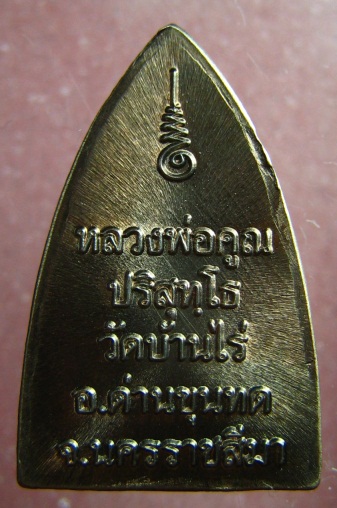 หลวงพ่อคูณ
ปริสุทฺโธ
วัดบ้านไร่
อ.ด่านขุนทด
จ.นครราชสีมา